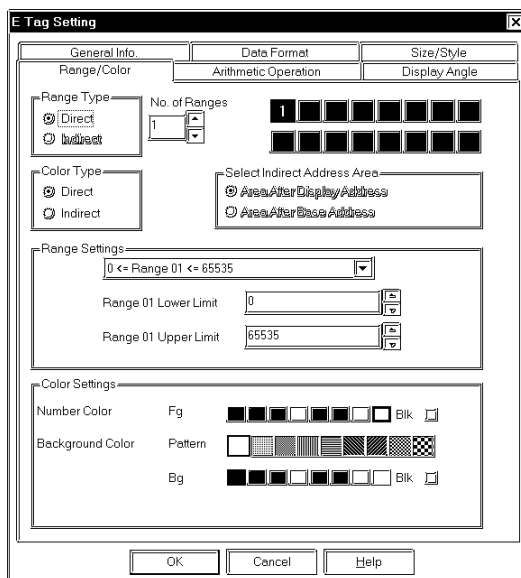 E Tag Setting
General Info. Data Format Size/Style
Range/Color Arithmetic Operation Display Angle
Range Type
Direct
Indirect
No. of Ranges
1
1
Color Type
Direct
Indirect
Select Indirect Address Area
Area After Display Address
Area After Base Address
Range Settings
0 <= Range 01 <= 65535
Range 01 Lower Limit 0
Range 01 Upper Limit 65535
Color Settings
Number Color Fg Blk
Background Color Pattern
Bg Blk
OK Cancel Help